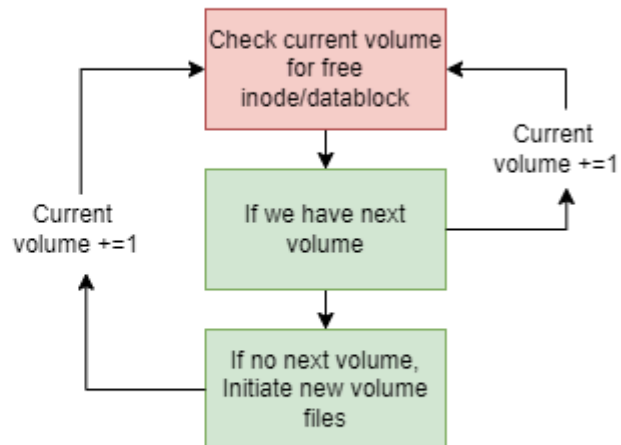 Check current volume
for free
inode/datablock
Current
volume +=1
If we have next
volume
Current
volume +=1
If no next volume,
Initiate new volume
files